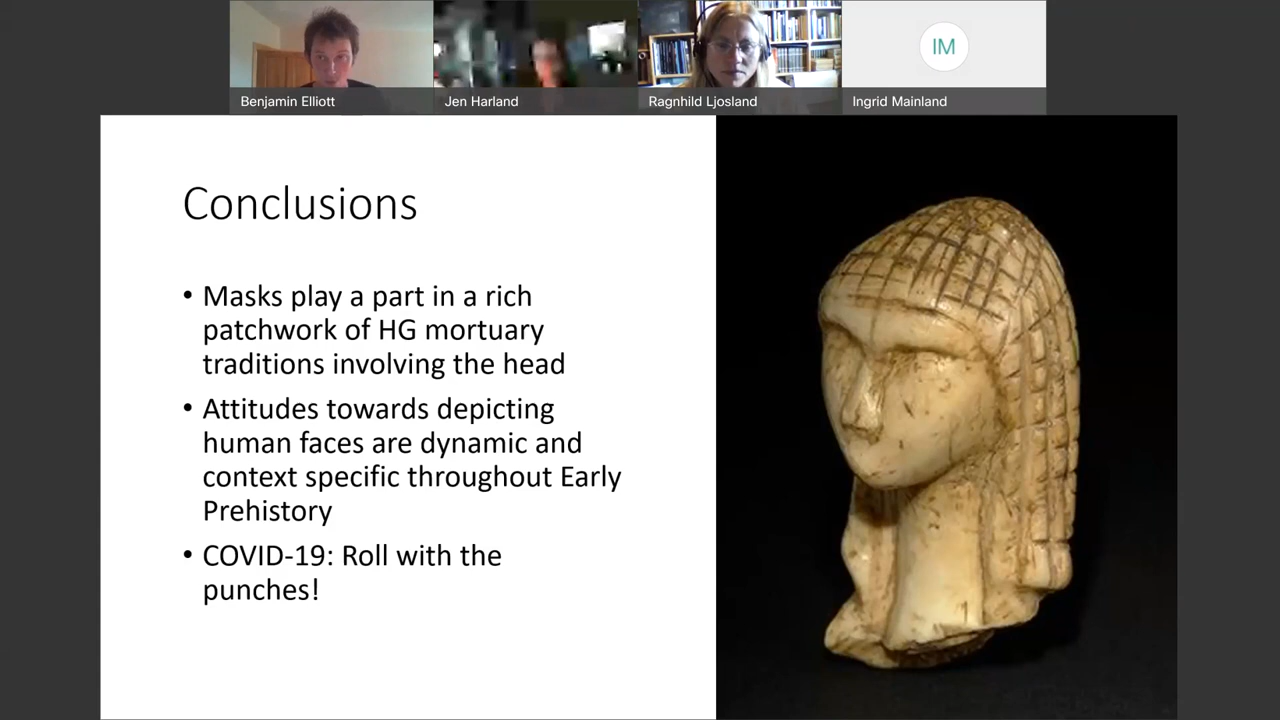 IM
Benjamin Elliott
Jen Harland
Ragnhild Ljosland
Ingrid Mainland
Conclusions
• Masks play a part in a rich
patchwork of HG mortuary
traditions involving the head
• Attitudes towards depicting
human faces are dynamic and
context specific throughout Early
Prehistory
• COVID-19: Roll with the
punches!